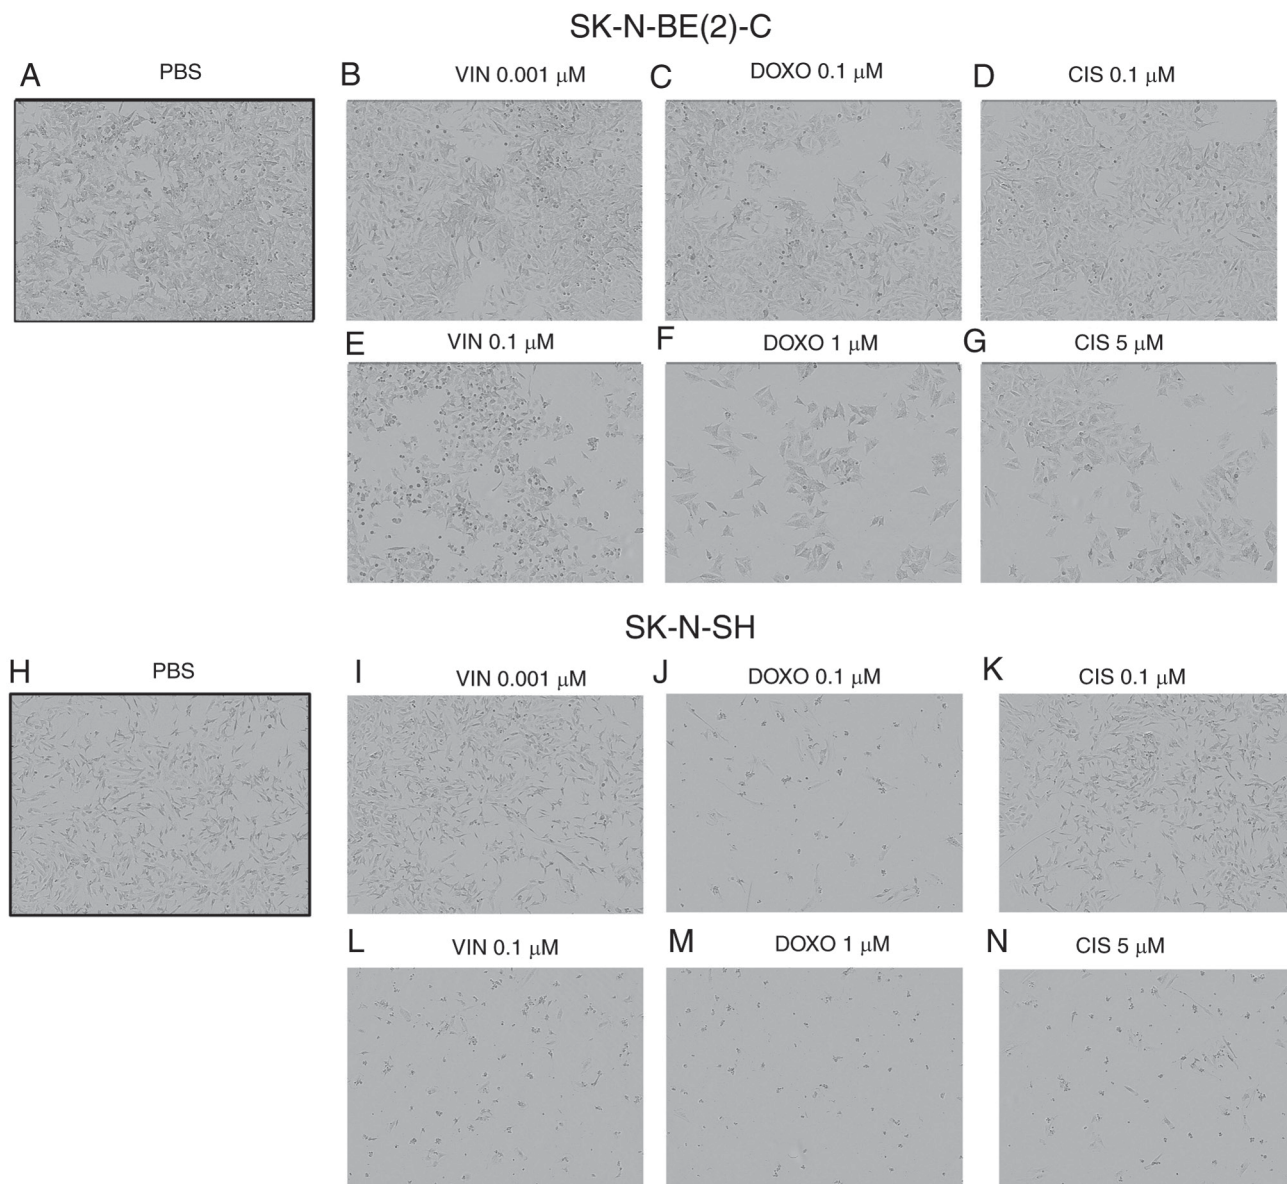 SK-N-BE(2)-C
A PBS B VIN 0.001 µM C DOXO 0.1 µM D CIS 0.1 µM
E VIN 0.1 µM F DOXO 1 µM G CIS 5 µM
SK-N-SH
H PBS I VIN 0.001 µM J DOXO 0.1 µM K CIS 0.1 µM
L VIN 0.1 µM M DOXO 1 µM N CIS 5 µM